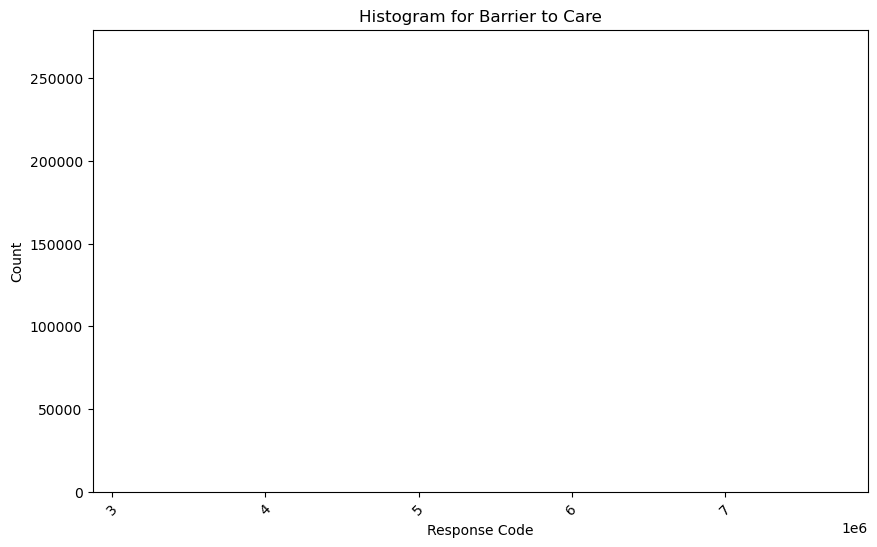 Histogram for Barrier to Care
250000
200000
150000
100000
50000
0
Count
3 4 5 6 7
1e6
Response Code